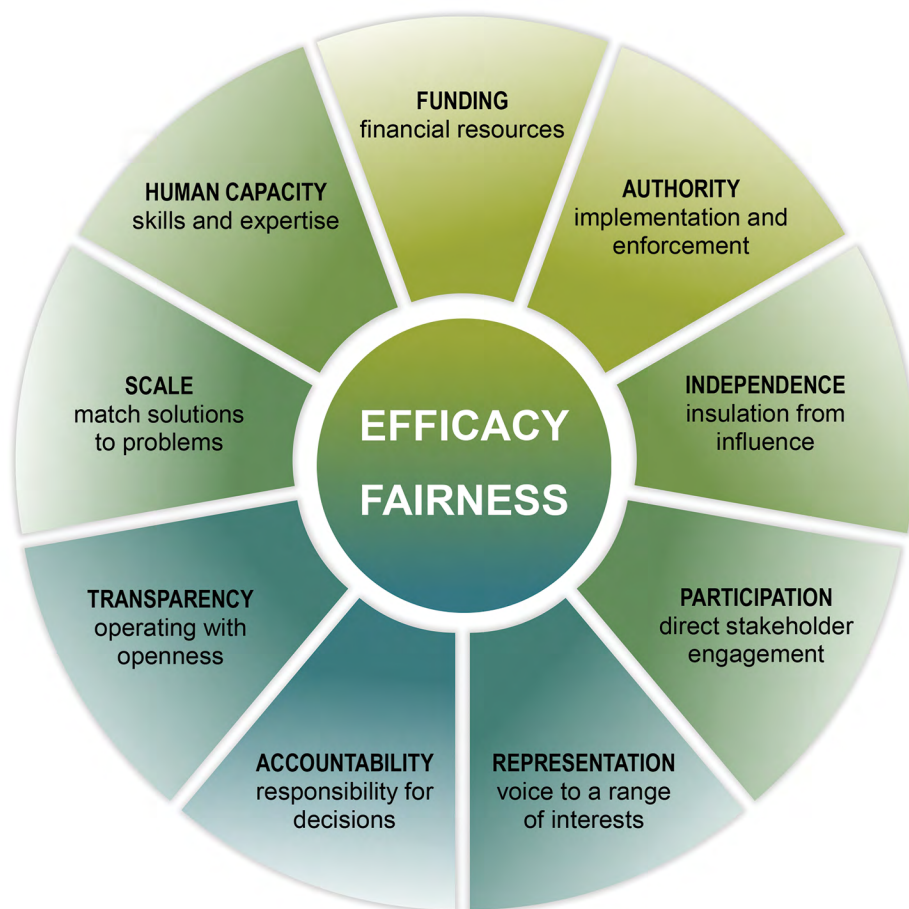 FUNDING
financial resources
AUTHORITY
implementation and
enforcement
INDEPENDENCE
insulation from
influence
PARTICIPATION
direct stakeholder
engagement
REPRESENTATION
voice to a range
of interests
ACCOUNTABILITY
responsibility for
decisions
TRANSPARENCY
operating with
openness
SCALE
match solutions
to problems
HUMAN CAPACITY
skills and expertise
EFFICACY
FAIRNESS